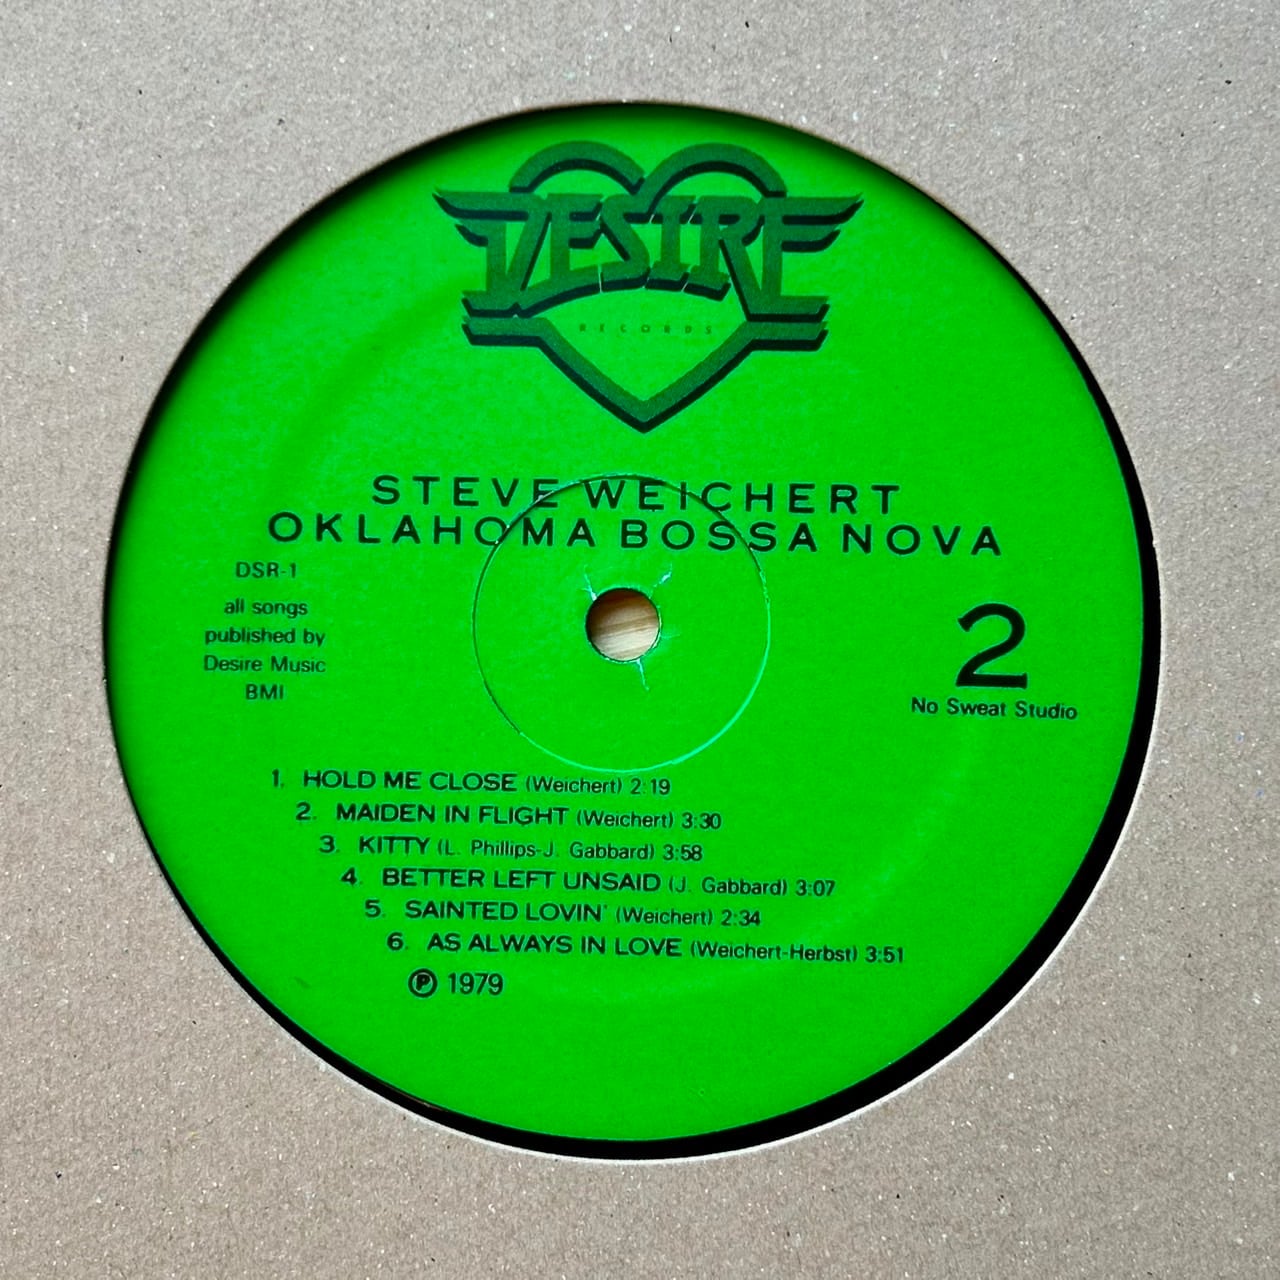 DESIRE
RECORDS
STEVE WEICHERT
OKLAHOMA BOSSA NOVA
DSR-1
all songs
published by
Desire Music
BMI
2
No Sweat Studio
1. HOLD ME CLOSE (Weichert) 2:19
2. MAIDEN IN FLIGHT (Weichert) 3:30
3. KITTY (L. Phillips-J. Gabbard) 3:58
4. BETTER LEFT UNSAID (J. Gabbard) 3:07
5. SAINTED LOVIN' (Weichert) 2:34
6. AS ALWAYS IN LOVE (Weichert-Herbst) 3:51
℗ 1979